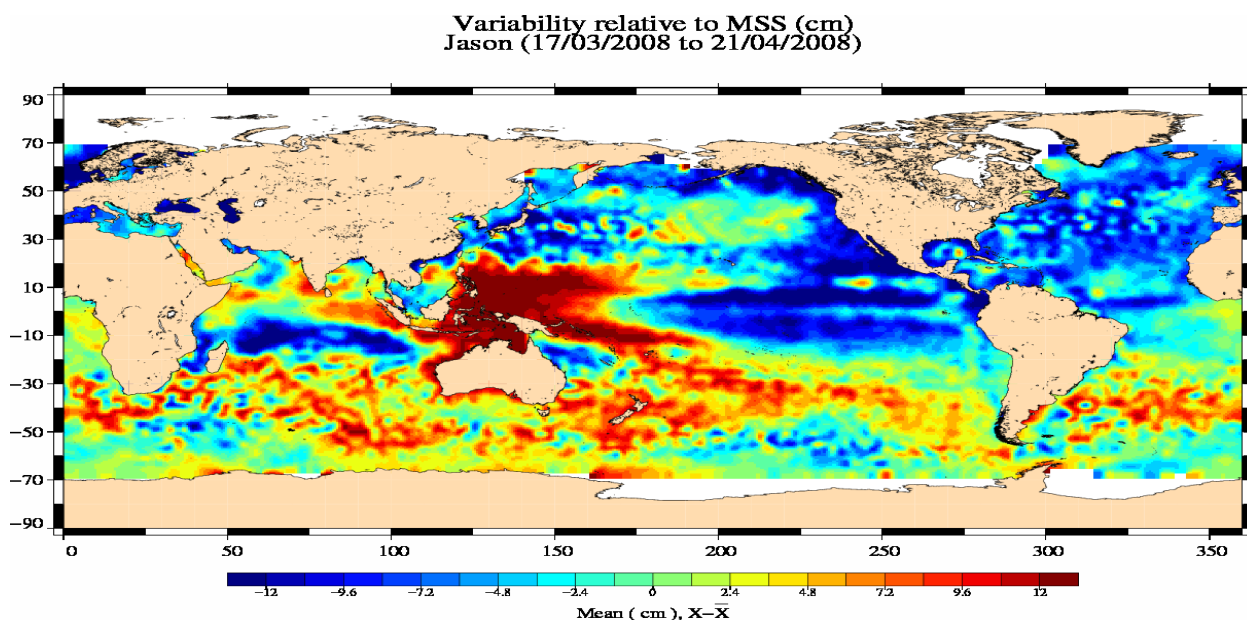 Variability relative to MSS (cm)
Jason (17/03/2008 to 21/04/2008)
90
70
50
30
10
−10
−30
−50
−70
−90
0 50 100 150 200 250 300 350
−12 −9.6 −7.2 −4.8 −2.4 0 2.4 4.8 7.2 9.6 12
Mean ( cm ), X−X̅